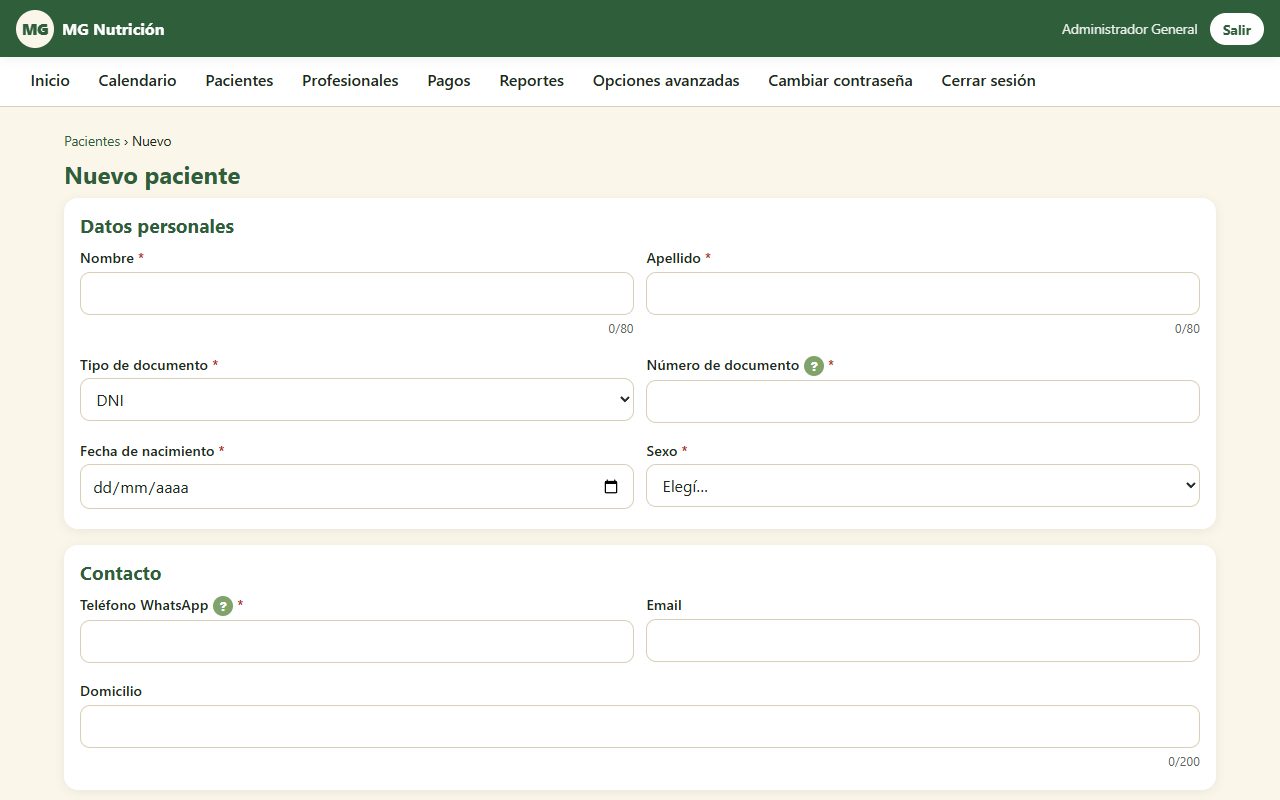 MG MG Nutrición Administrador General Salir
Inicio Calendario Pacientes Profesionales Pagos Reportes Opciones avanzadas Cambiar contraseña Cerrar sesión
Pacientes › Nuevo
Nuevo paciente
Datos personales
Nombre * Apellido *
0/80 0/80
Tipo de documento * Número de documento ? *
DNI
Fecha de nacimiento * Sexo *
dd/mm/aaaa Elegí...
Contacto
Teléfono WhatsApp ? * Email
Domicilio
0/200